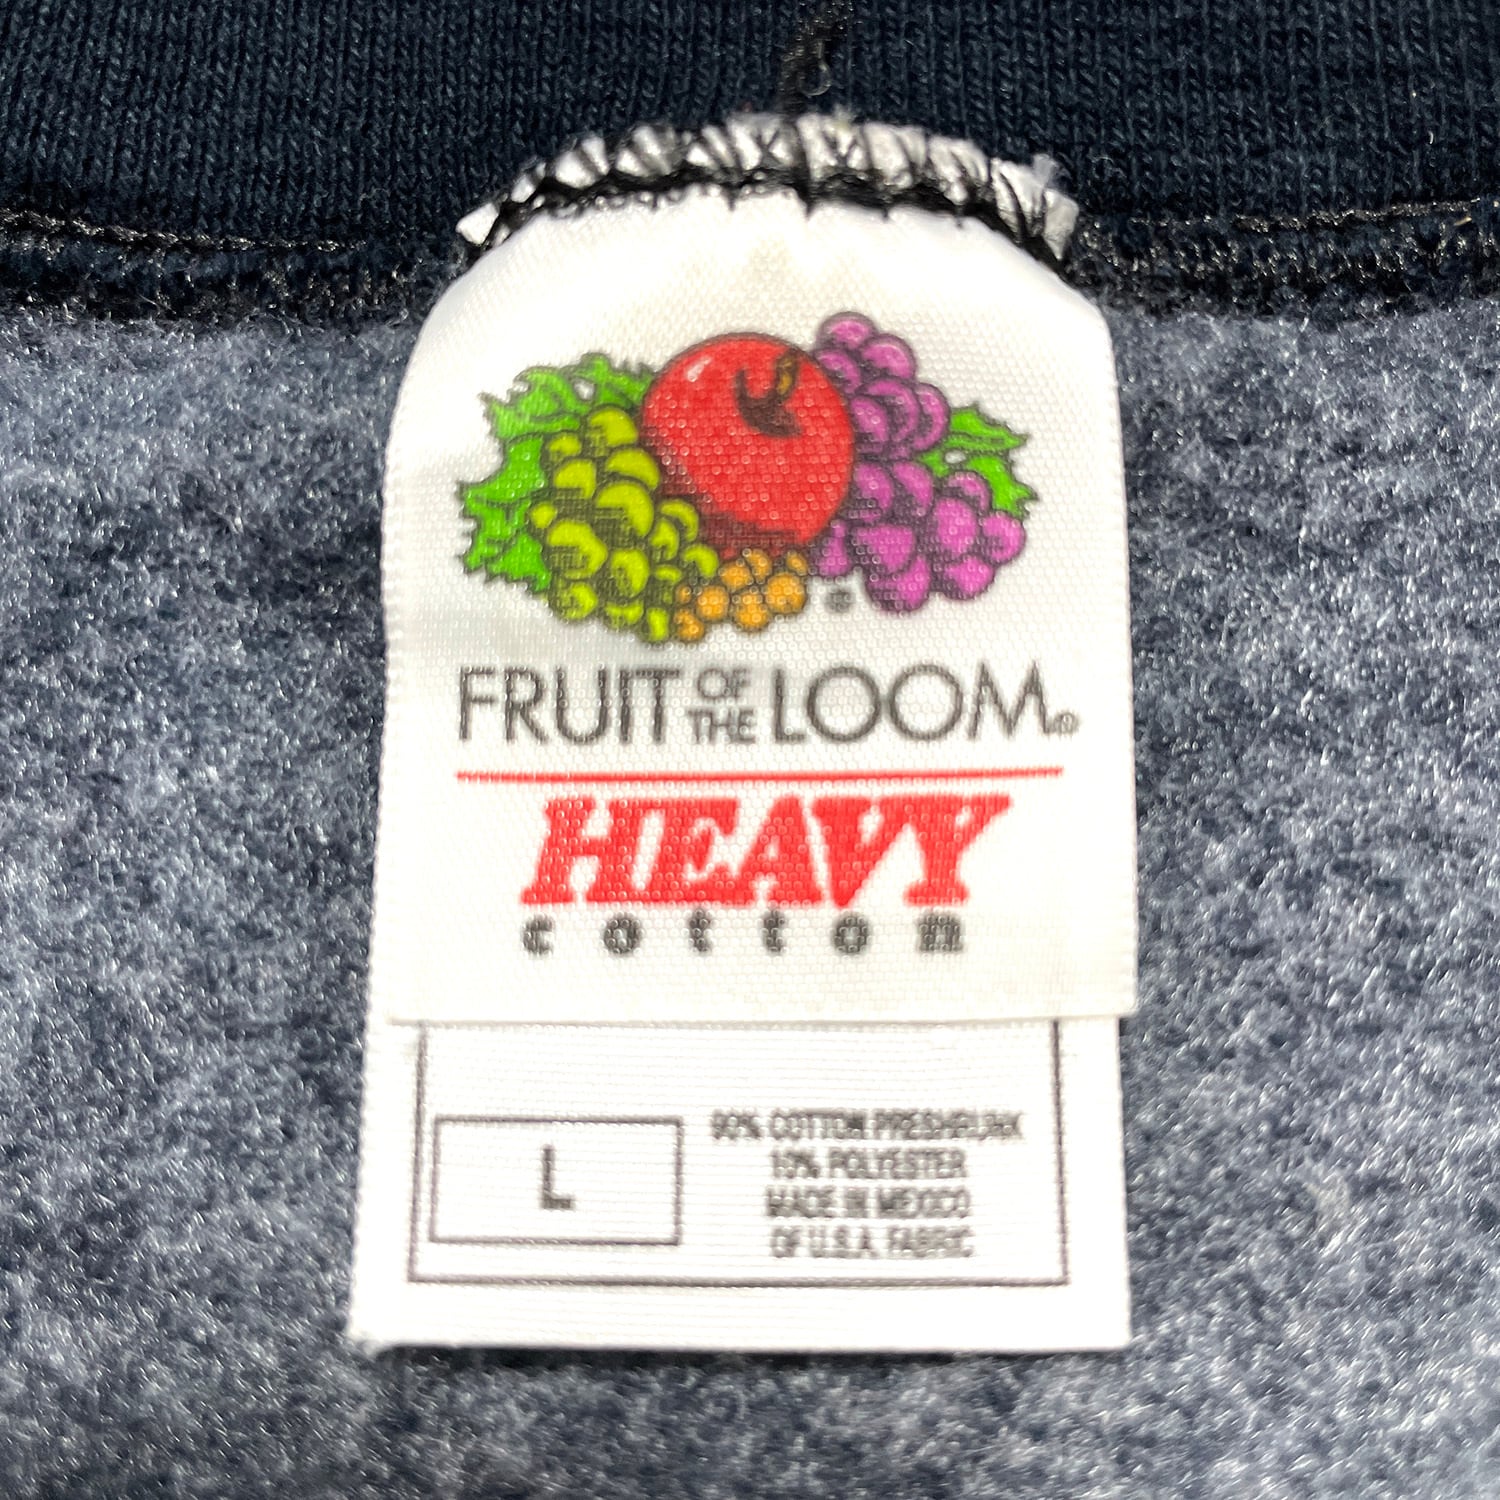 FRUIT OF THE LOOM®
HEAVY
cotton
L
90% COTTON PRESHRUNK
10% POLYESTER
MADE IN MEXICO
OF U.S.A. FABRIC